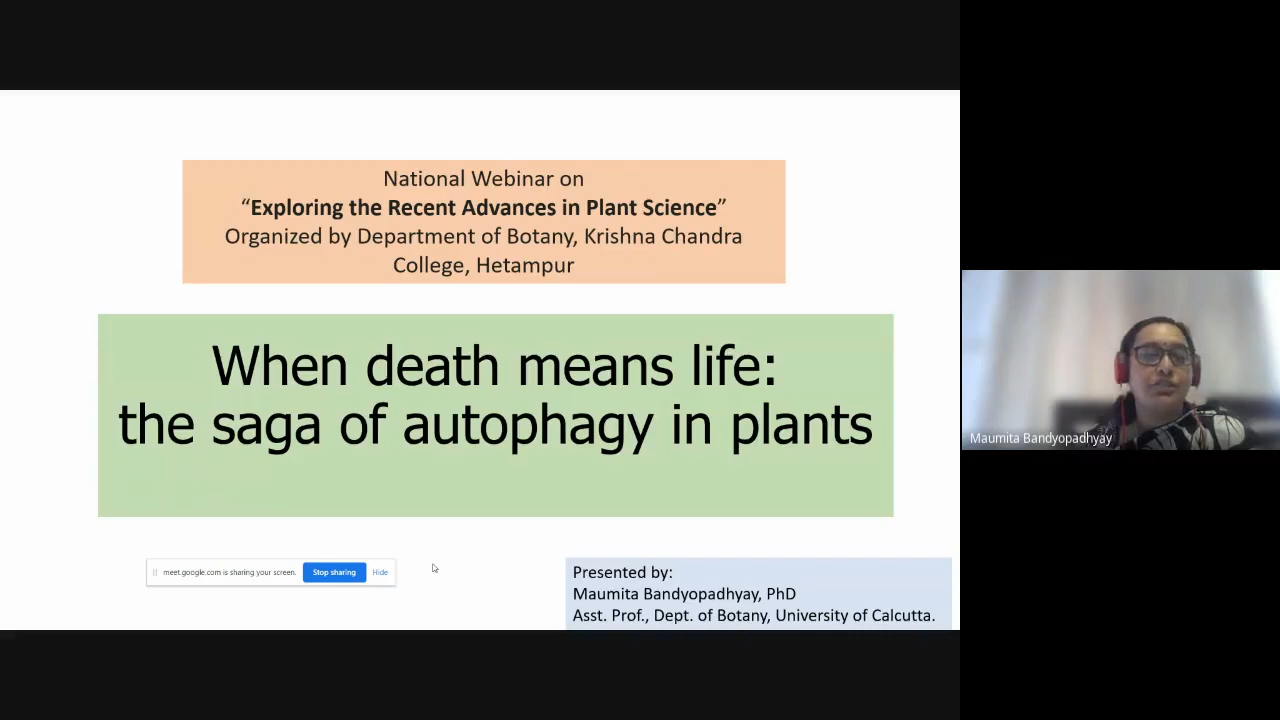 National Webinar on
“Exploring the Recent Advances in Plant Science”
Organized by Department of Botany, Krishna Chandra
College, Hetampur
When death means life:
the saga of autophagy in plants
meet.google.com is sharing your screen. Stop sharing Hide
Presented by:
Maumita Bandyopadhyay, PhD
Asst. Prof., Dept. of Botany, University of Calcutta.
Maumita Bandyopadhyay